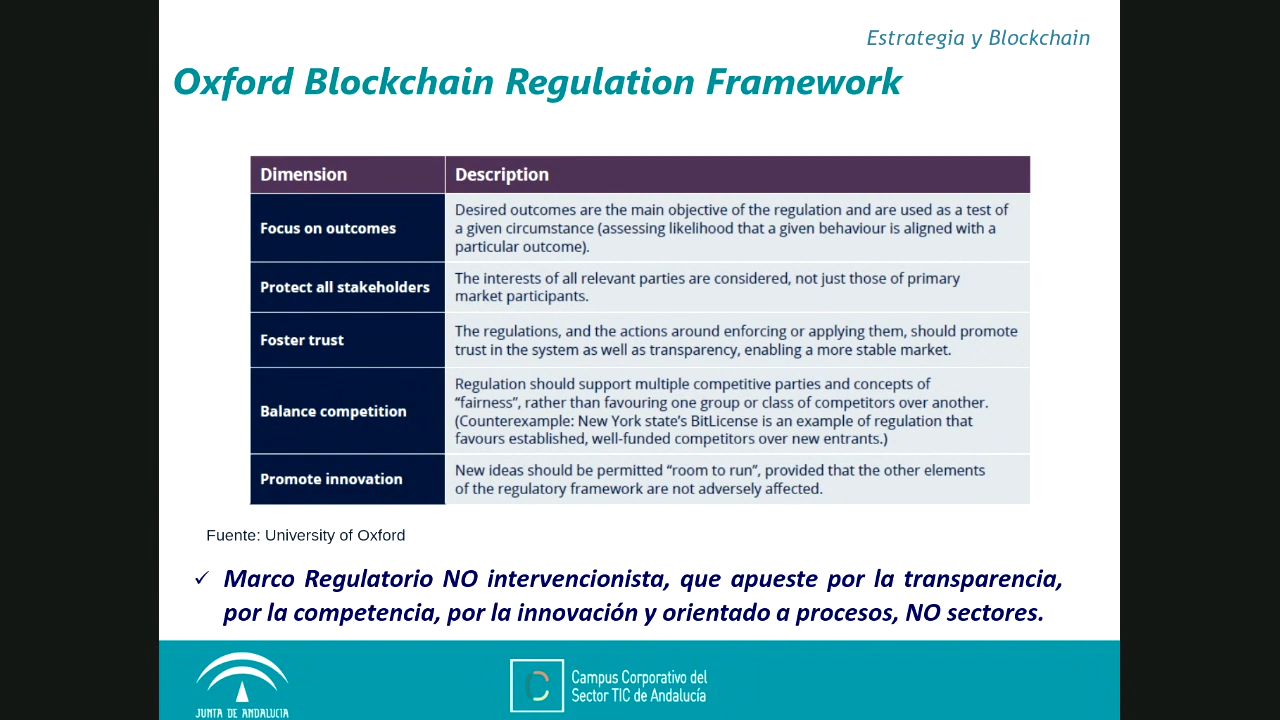 Estrategia y Blockchain
Oxford Blockchain Regulation Framework
Dimension Description
Focus on outcomes
Desired outcomes are the main objective of the regulation and are used as a test of
a given circumstance (assessing likelihood that a given behaviour is aligned with a
particular outcome).
Protect all stakeholders
The interests of all relevant parties are considered, not just those of primary
market participants.
Foster trust
The regulations, and the actions around enforcing or applying them, should promote
trust in the system as well as transparency, enabling a more stable market.
Balance competition
Regulation should support multiple competitive parties and concepts of
“fairness”, rather than favouring one group or class of competitors over another.
(Counterexample: New York state’s BitLicense is an example of regulation that
favours established, well-funded competitors over new entrants.)
Promote innovation
New ideas should be permitted “room to run”, provided that the other elements
of the regulatory framework are not adversely affected.
Fuente: University of Oxford
✓ Marco Regulatorio NO intervencionista, que apueste por la transparencia,
por la competencia, por la innovación y orientado a procesos, NO sectores.
JUNTA DE ANDALUCIA
C
Campus Corporativo del
Sector TIC de Andalucía